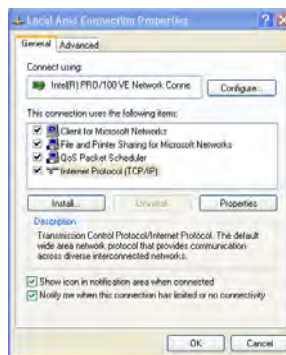 Local Area Connection Properties
General Advanced
Connect using:
Intel(R) PRO/100 VE Network Conne
Configure...
This connection uses the following items:
Client for Microsoft Networks
File and Printer Sharing for Microsoft Networks
QoS Packet Scheduler
Internet Protocol (TCP/IP)
Install... Uninstall Properties
Description
Transmission Control Protocol/Internet Protocol. The default
wide area network protocol that provides communication
across diverse interconnected networks.
Show icon in notification area when connected
Notify me when this connection has limited or no connectivity
OK Cancel